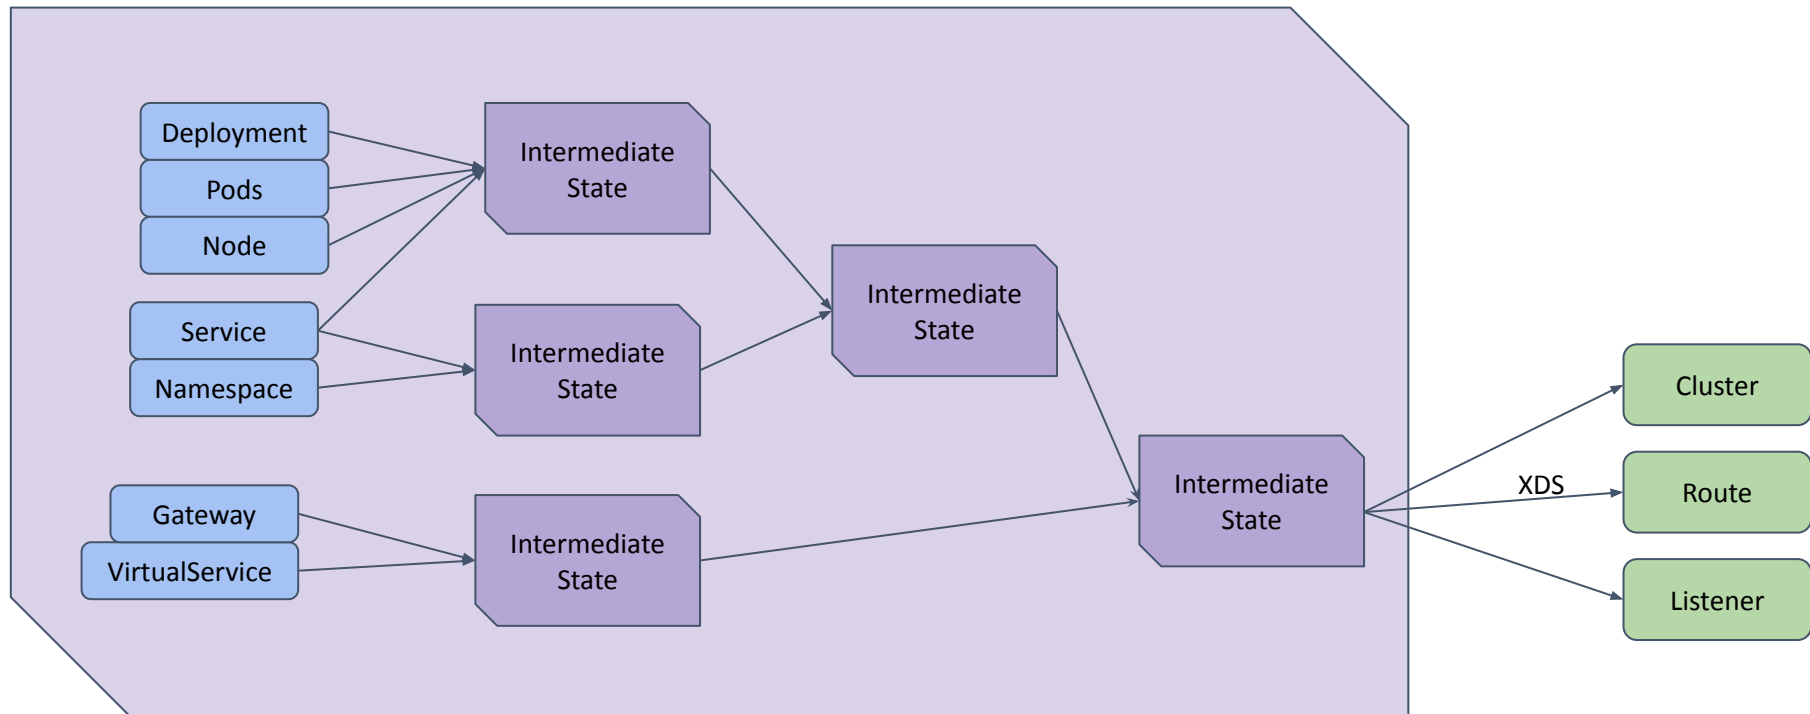 Deployment
Pods
Node
Service
Namespace
Gateway
VirtualService
Intermediate
State
Intermediate
State
Intermediate
State
Intermediate
State
Intermediate
State
XDS
Cluster
Route
Listener